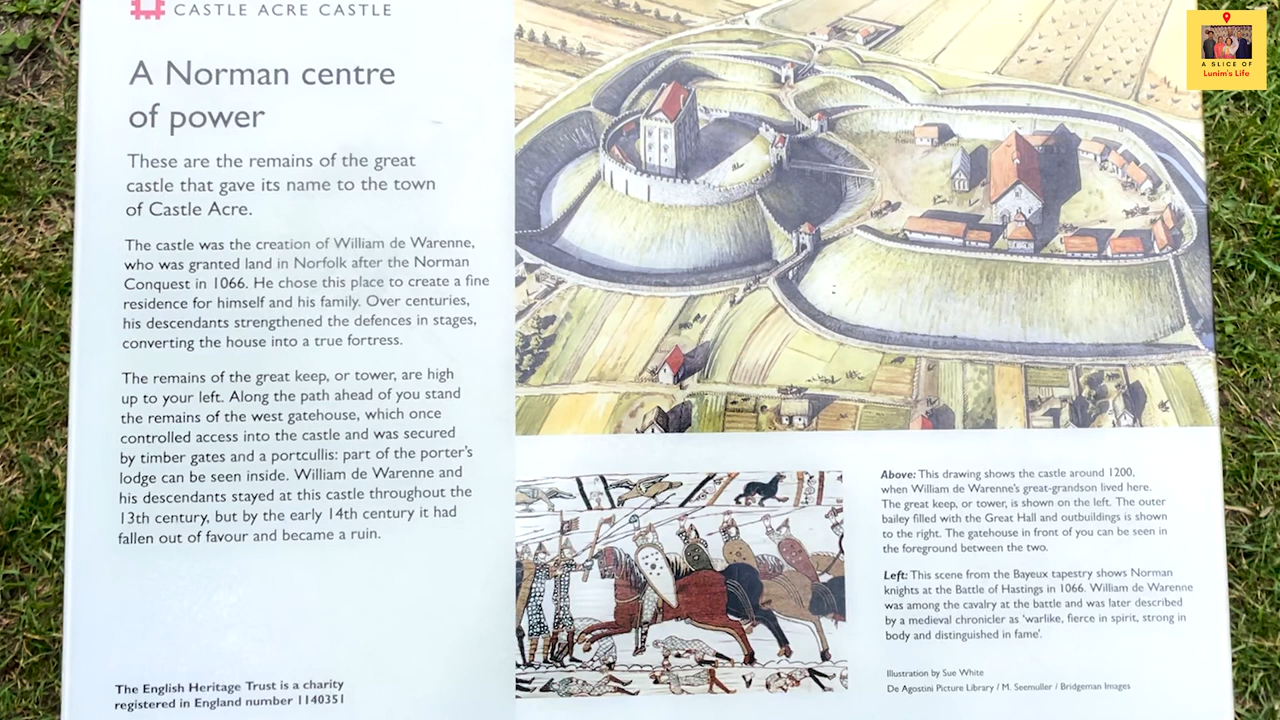 CASTLE ACRE CASTLE
A Norman centre
of power
These are the remains of the great
castle that gave its name to the town
of Castle Acre.
The castle was the creation of William de Warenne,
who was granted land in Norfolk after the Norman
Conquest in 1066. He chose this place to create a fine
residence for himself and his family. Over centuries,
his descendants strengthened the defences in stages,
converting the house into a true fortress.
The remains of the great keep, or tower, are high
up to your left. Along the path ahead of you stand
the remains of the west gatehouse, which once
controlled access into the castle and was secured
by timber gates and a portcullis: part of the porter's
lodge can be seen inside. William de Warenne and
his descendants stayed at this castle throughout the
13th century, but by the early 14th century it had
fallen out of favour and became a ruin.
The English Heritage Trust is a charity
registered in England number 1140351
Above: This drawing shows the castle around 1200,
when William de Warenne's great-grandson lived here.
The great keep, or tower, is shown on the left. The outer
bailey filled with the Great Hall and outbuildings is shown
to the right. The gatehouse in front of you can be seen in
the foreground between the two.
Left: This scene from the Bayeux tapestry shows Norman
knights at the Battle of Hastings in 1066. William de Warenne
was among the cavalry at the battle and was later described
by a medieval chronicler as 'warlike, fierce in spirit, strong in
body and distinguished in fame'.
Illustration by Sue White
De Agostini Picture Library / M. Seemuller / Bridgeman Images
A SLICE OF
Lunim's Life